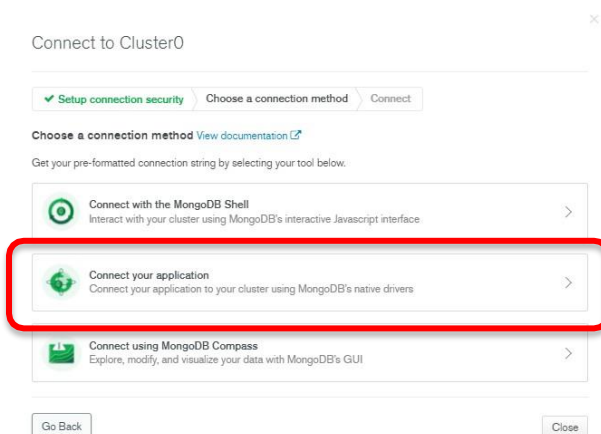 Connect to Cluster0
Setup connection security Choose a connection method Connect
Choose a connection method View documentation
Get your pre-formatted connection string by selecting your tool below.
Connect with the MongoDB Shell
Interact with your cluster using MongoDB's interactive Javascript interface
Connect your application
Connect your application to your cluster using MongoDB's native drivers
Connect using MongoDB Compass
Explore, modify, and visualize your data with MongoDB's GUI
Go Back Close